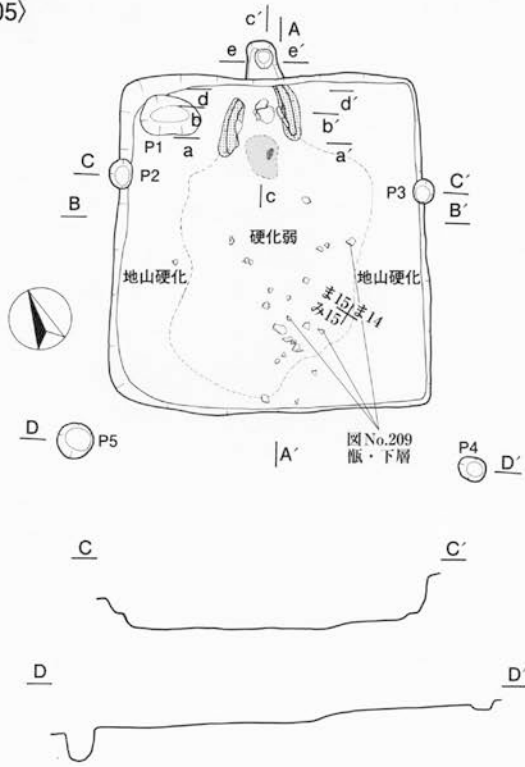 05〉
c′
A
e
e′
d
d′
b
b′
a
a′
P1
C
P2
c
P3
C′
B
B′
硬化弱
地山硬化
地山硬化
ま15
ま14
み15
図No.209
甑・下層
D
P5
A′
P4
D′
C
C′
D
D′